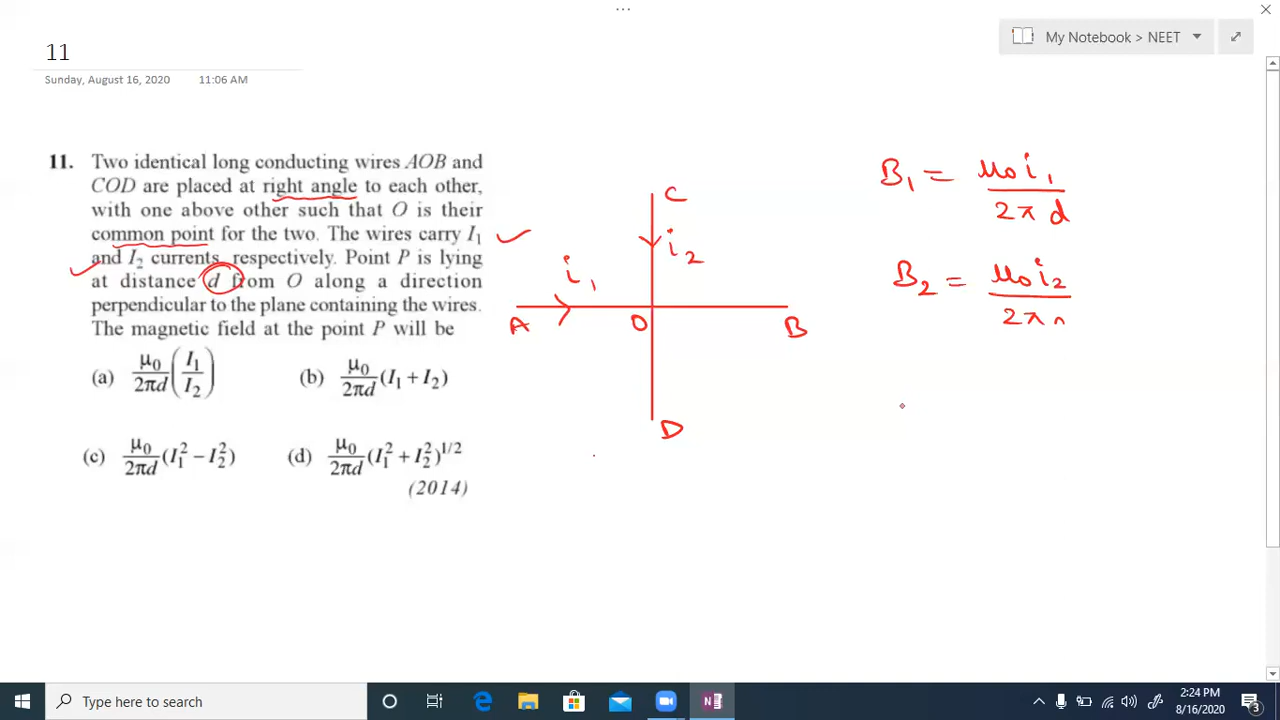 ...
11
My Notebook > NEET
Sunday, August 16, 2020 11:06 AM
11. Two identical long conducting wires AOB and
COD are placed at right angle to each other,
with one above other such that O is their
common point for the two. The wires carry I₁
and I₂ currents, respectively. Point P is lying
at distance d from O along a direction
perpendicular to the plane containing the wires.
The magnetic field at the point P will be
(a) μ₀/2πd (I₁/I₂) (b) μ₀/2πd (I₁ + I₂)
(c) μ₀/2πd (I₁² − I₂²) (d) μ₀/2πd (I₁² + I₂²)^1/2
(2014)
C
i₂
i₁
A O B
D
B₁ = μ₀i₁/2π d
B₂ = μ₀i₂/2π
Type here to search
2:24 PM
8/16/2020
3